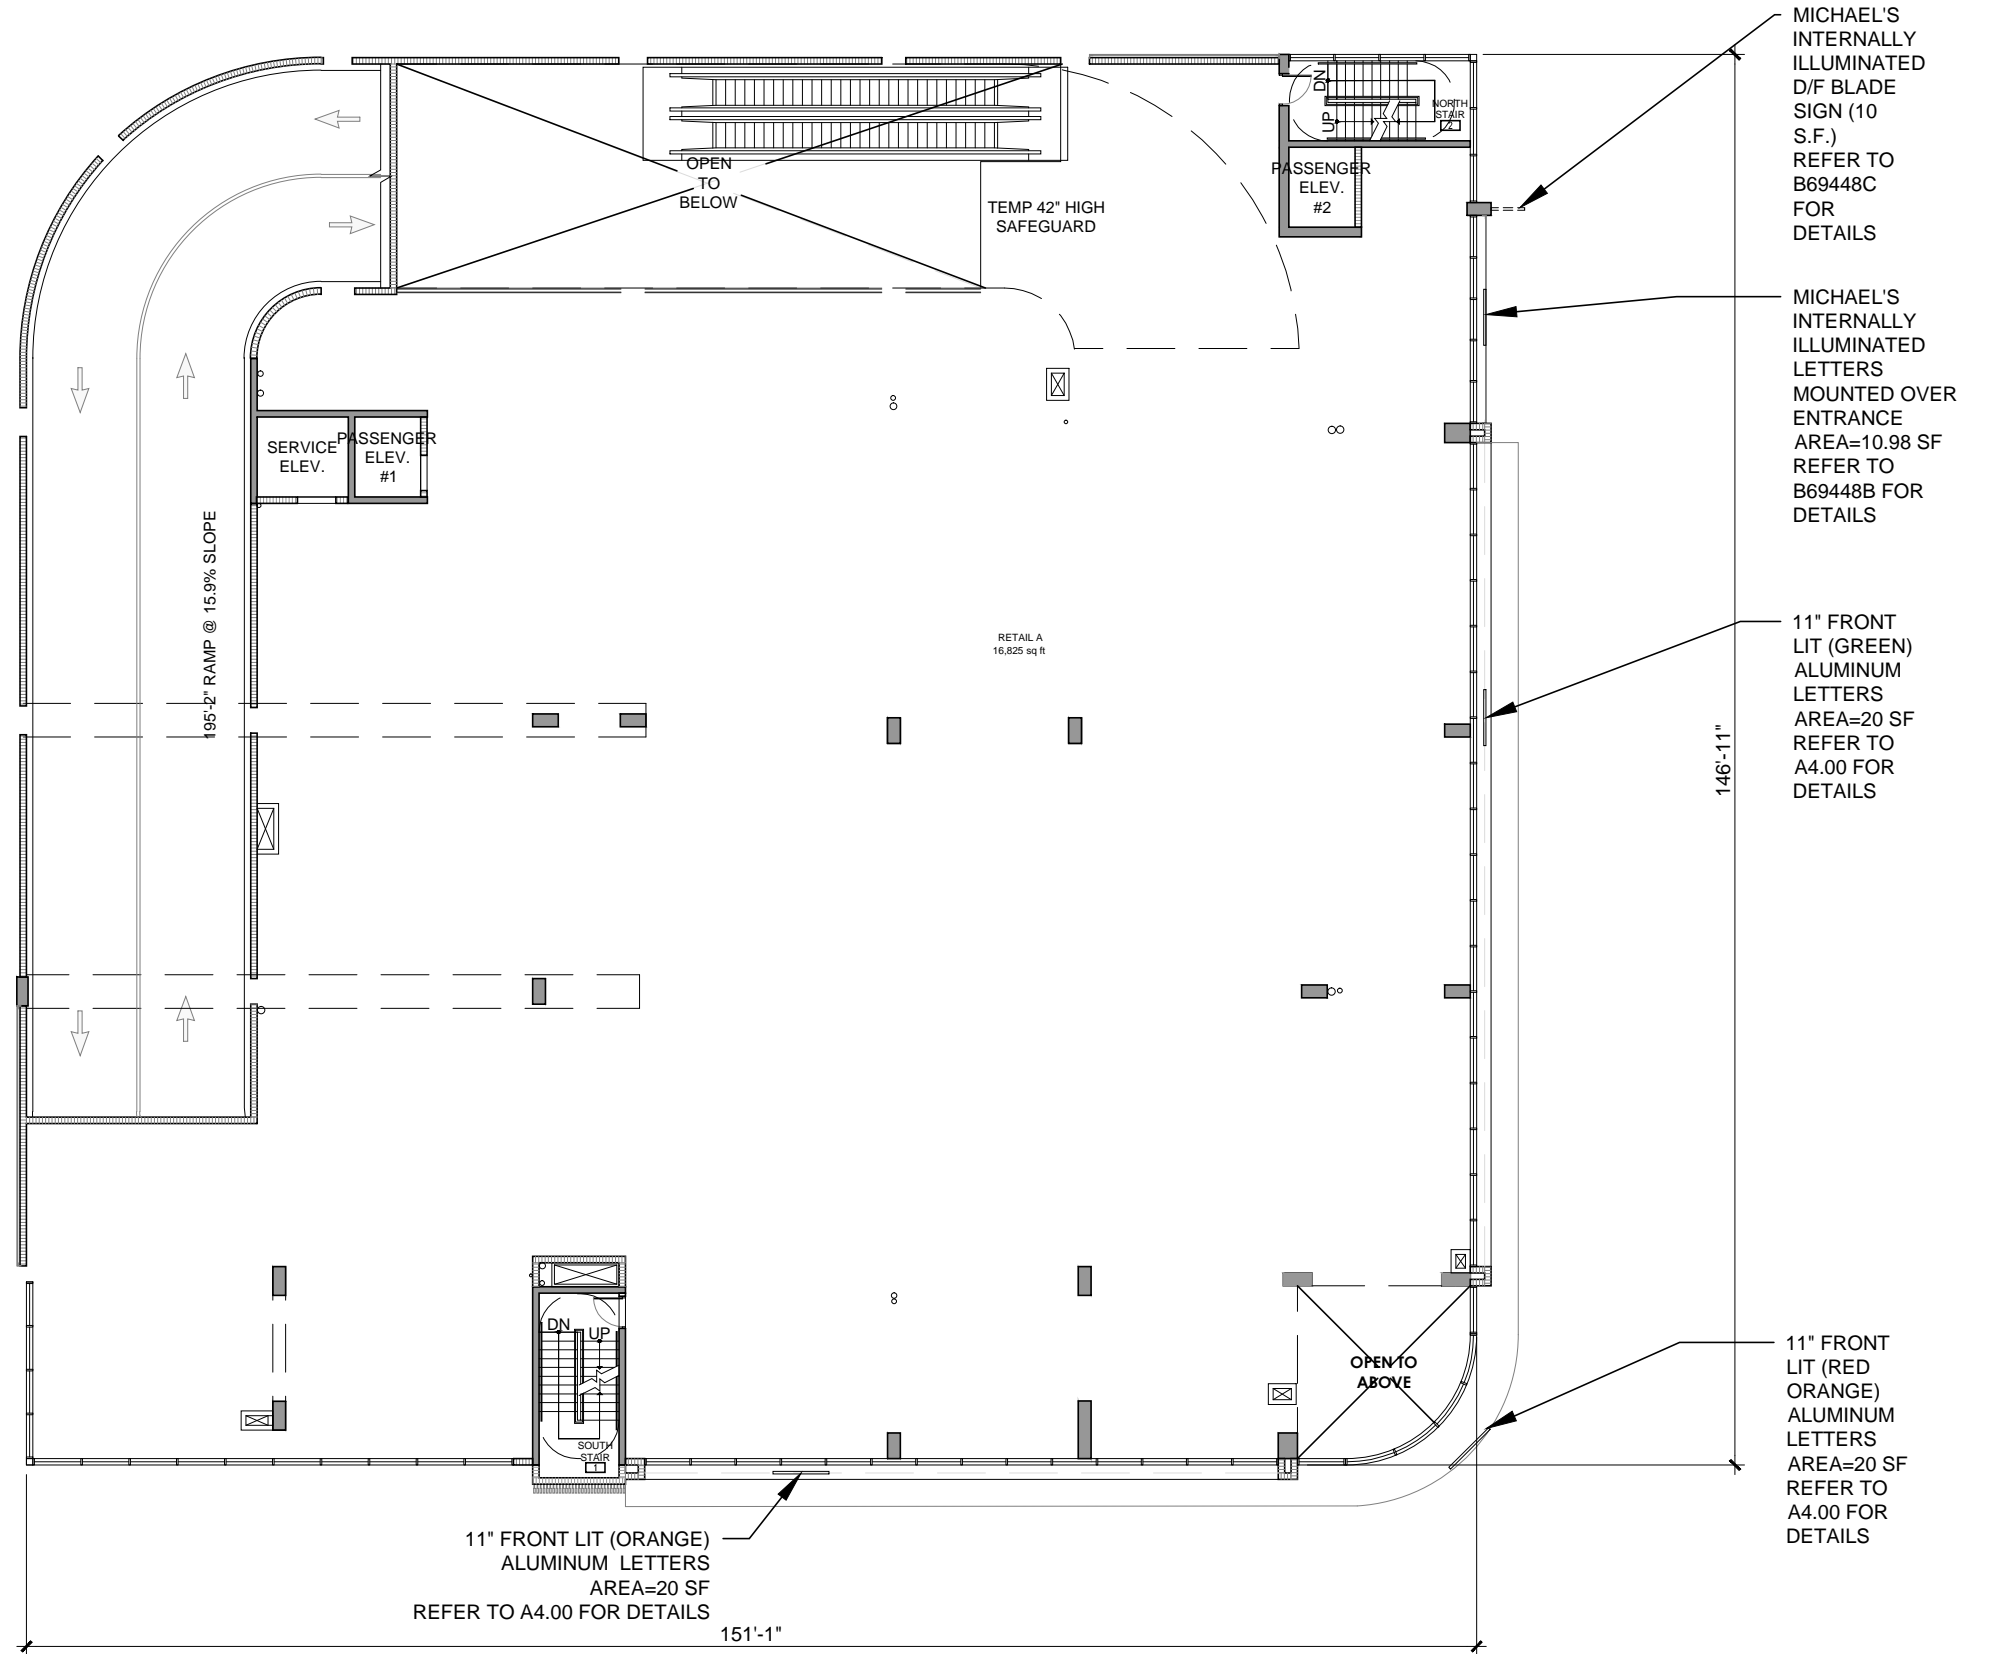 MICHAEL'S
INTERNALLY
ILLUMINATED
D/F BLADE
SIGN (10
S.F.)
REFER TO
B69448C
FOR
DETAILS
DN
UP
NORTH
STAIR
2
PASSENGER
ELEV.
#2
OPEN
TO
BELOW
TEMP 42" HIGH
SAFEGUARD
MICHAEL'S
INTERNALLY
ILLUMINATED
LETTERS
MOUNTED OVER
ENTRANCE
AREA=10.98 SF
REFER TO
B69448B FOR
DETAILS
SERVICE
ELEV.
PASSENGER
ELEV.
#1
195'-2" RAMP @ 15.9% SLOPE
RETAIL A
16,825 sq ft
11" FRONT
LIT (GREEN)
ALUMINUM
LETTERS
AREA=20 SF
REFER TO
A4.00 FOR
DETAILS
146'-11"
DN
UP
SOUTH
STAIR
1
OPEN TO
ABOVE
11" FRONT
LIT (RED
ORANGE)
ALUMINUM
LETTERS
AREA=20 SF
REFER TO
A4.00 FOR
DETAILS
11" FRONT LIT (ORANGE)
ALUMINUM LETTERS
AREA=20 SF
REFER TO A4.00 FOR DETAILS
151'-1"